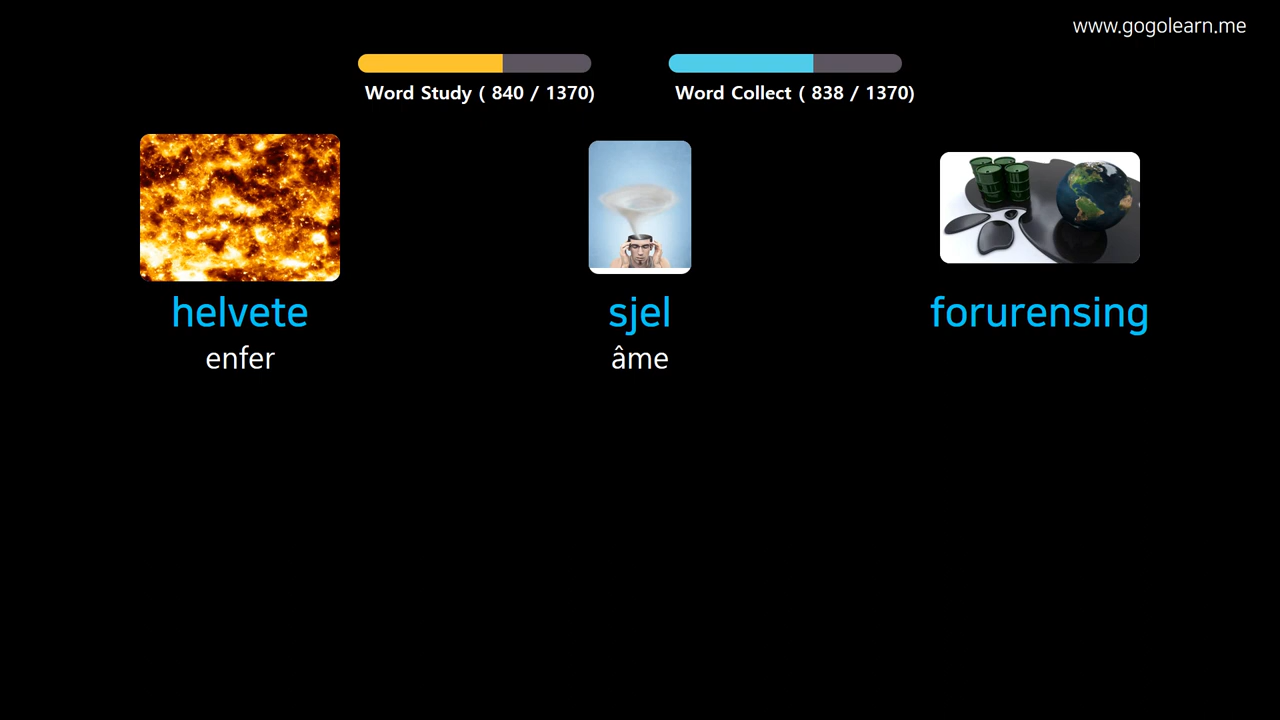 www.gogolearn.me
Word Study ( 840 / 1370)
Word Collect ( 838 / 1370)
helvete
enfer
sjel
âme
forurensing